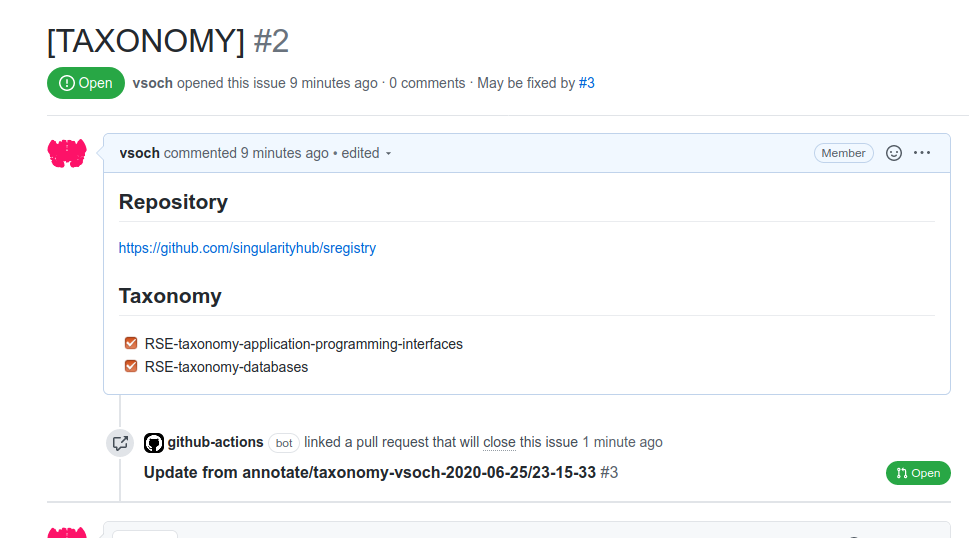 [TAXONOMY] #2
Open vsoch opened this issue 9 minutes ago · 0 comments · May be fixed by #3
vsoch commented 9 minutes ago • edited Member
Repository
https://github.com/singularityhub/sregistry
Taxonomy
RSE-taxonomy-application-programming-interfaces
RSE-taxonomy-databases
github-actions bot linked a pull request that will close this issue 1 minute ago
Update from annotate/taxonomy-vsoch-2020-06-25/23-15-33 #3 Open